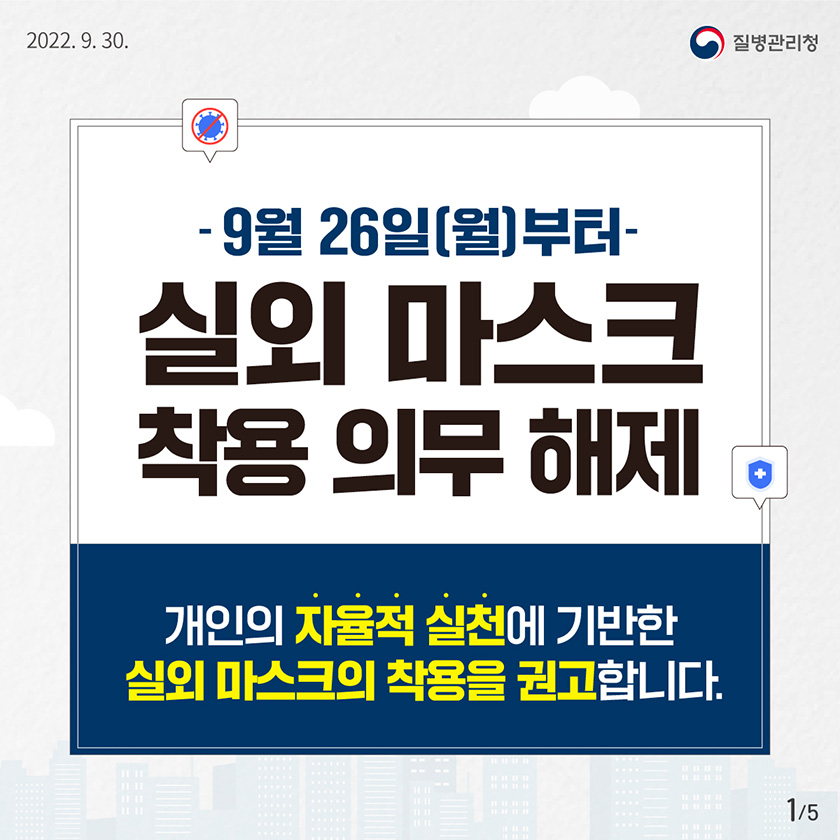 2022. 9. 30.
질병관리청
- 9월 26일(월)부터-
실외 마스크
착용 의무 해제
개인의 자율적 실천에 기반한
실외 마스크의 착용을 권고합니다.
1/5